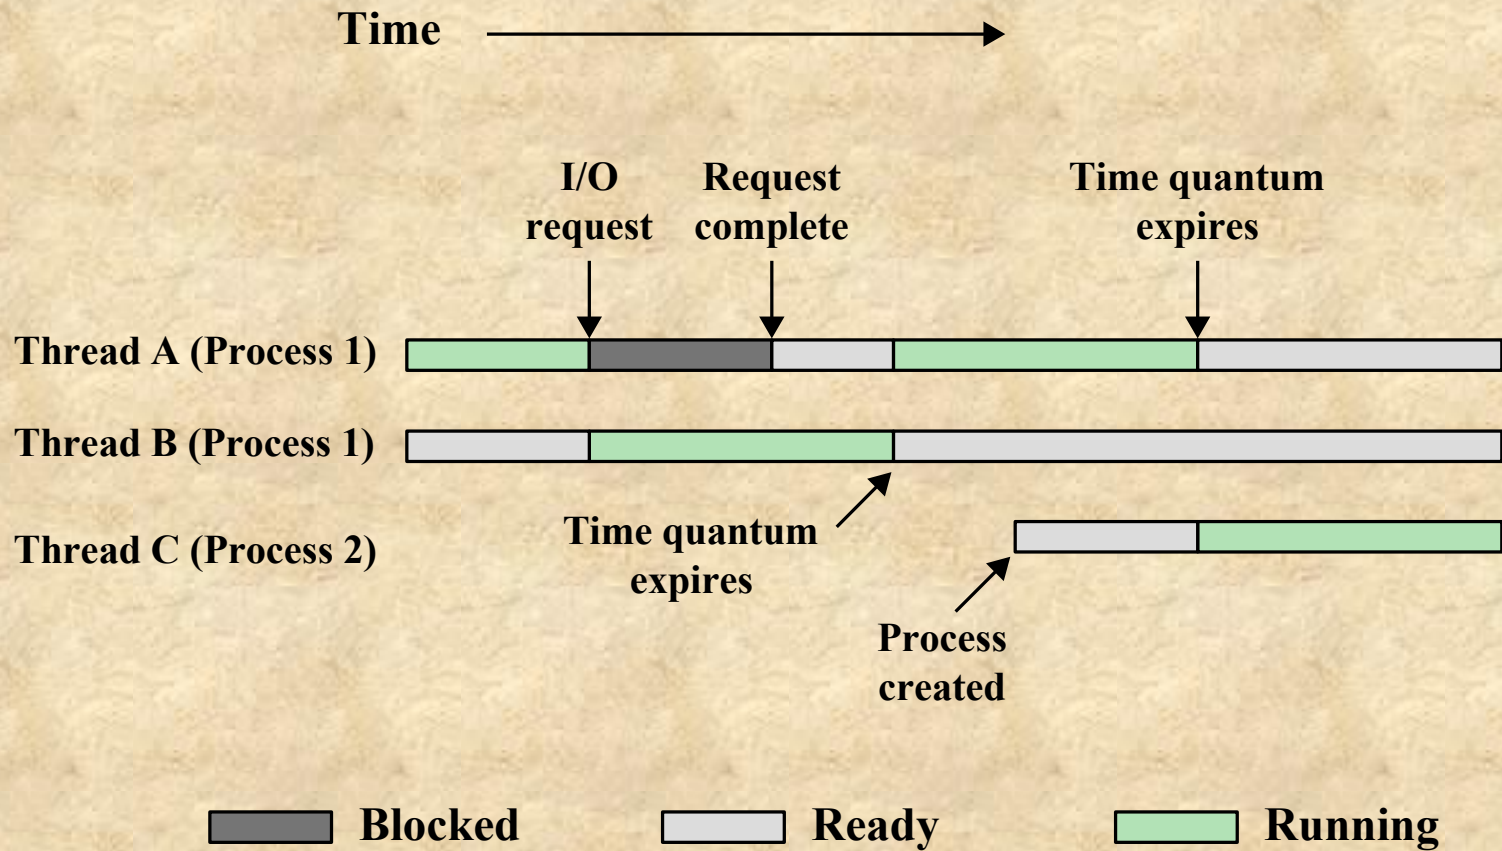 Time
I/O
request
Request
complete
Time quantum
expires
Thread A (Process 1)
Thread B (Process 1)
Thread C (Process 2)
Time quantum
expires
Process
created
Blocked
Ready
Running